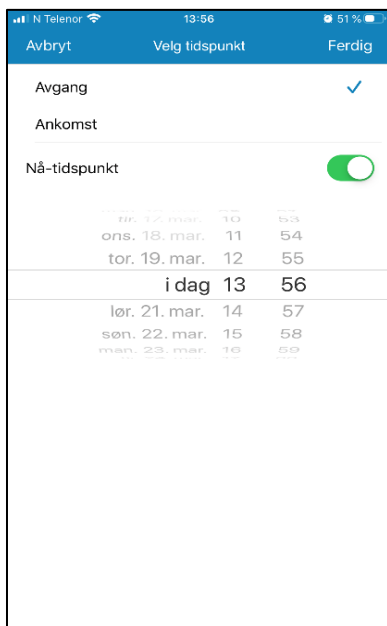 N Telenor 13:56 51 %
Avbryt Velg tidspunkt Ferdig
Avgang
Ankomst
Nå-tidspunkt
tir. 17. mar. 10 53
ons. 18. mar. 11 54
tor. 19. mar. 12 55
i dag 13 56
lør. 21. mar. 14 57
søn. 22. mar. 15 58
man. 23. mar. 16 59